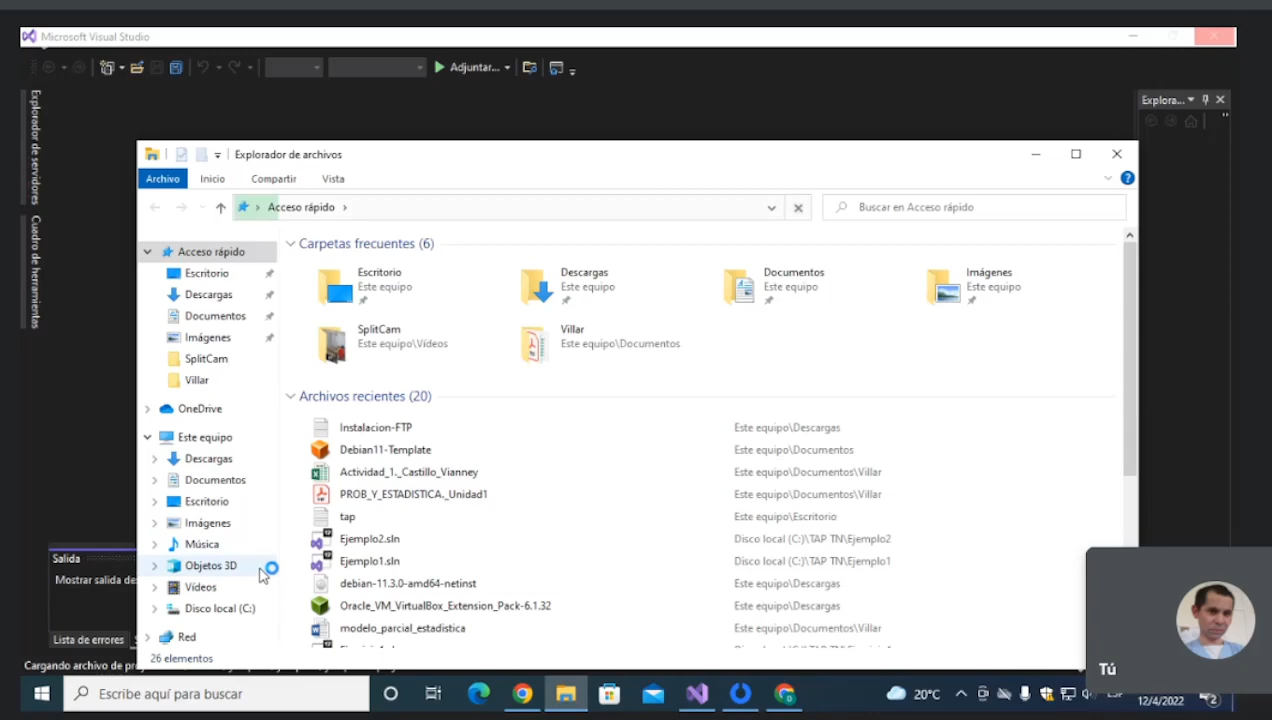 Microsoft Visual Studio
Adjuntar...
Explorador de servidores
Cuadro de herramientas
Explora...
Explorador de archivos
Archivo
Inicio
Compartir
Vista
Acceso rápido
Buscar en Acceso rápido
Acceso rápido
Escritorio
Descargas
Documentos
Imágenes
SplitCam
Villar
OneDrive
Este equipo
Descargas
Documentos
Escritorio
Imágenes
Música
Objetos 3D
Vídeos
Disco local (C:)
Red
26 elementos
Carpetas frecuentes (6)
Escritorio
Este equipo
Descargas
Este equipo
Documentos
Este equipo
Imágenes
Este equipo
SplitCam
Este equipo\Vídeos
Villar
Este equipo\Documentos
Archivos recientes (20)
Instalacion-FTP Este equipo\Descargas
Debian11-Template Este equipo\Documentos
Actividad_1._Castillo_Vianney Este equipo\Documentos\Villar
PROB_Y_ESTADISTICA._Unidad1 Este equipo\Documentos\Villar
tap Este equipo\Escritorio
Ejemplo2.sln Disco local (C:)\TAP TN\Ejemplo2
Ejemplo1.sln Disco local (C:)\TAP TN\Ejemplo1
debian-11.3.0-amd64-netinst Este equipo\Descargas
Oracle_VM_VirtualBox_Extension_Pack-6.1.32 Este equipo\Descargas
modelo_parcial_estadistica Este equipo\Documentos\Villar
Salida
Mostrar salida des
Lista de errores
Cargando archivo de proy
Tú
Escribe aquí para buscar
20°C
12/4/2022
2